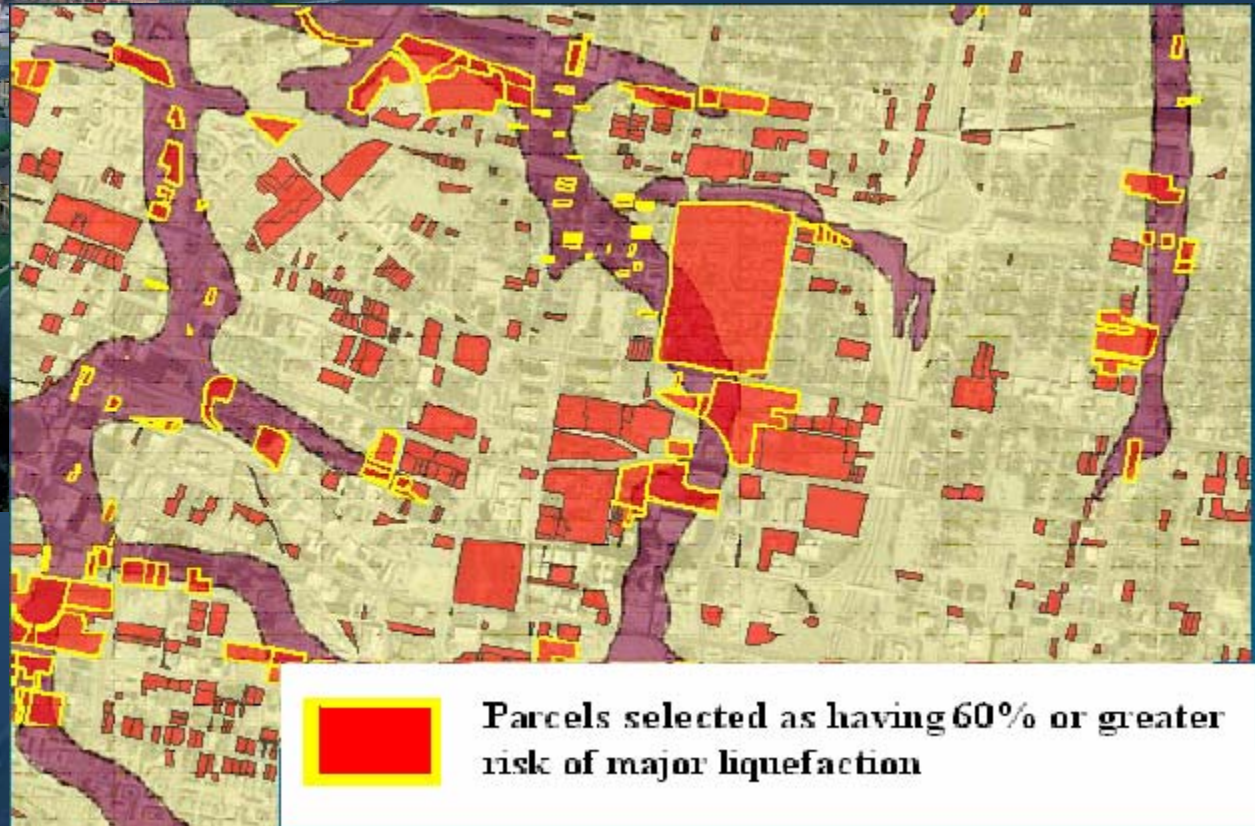 Parcels selected as having 60% or greater
risk of major liquefaction